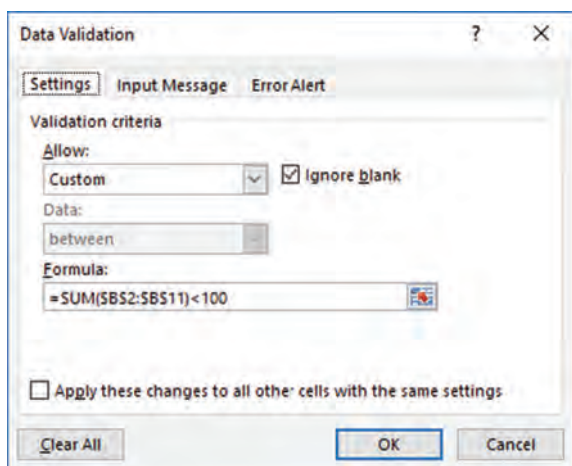 Data Validation ? ×
Settings Input Message Error Alert
Validation criteria
Allow:
Custom Ignore blank
Data:
between
Formula:
=SUM($B$2:$B$11)<100
Apply these changes to all other cells with the same settings
Clear All OK Cancel